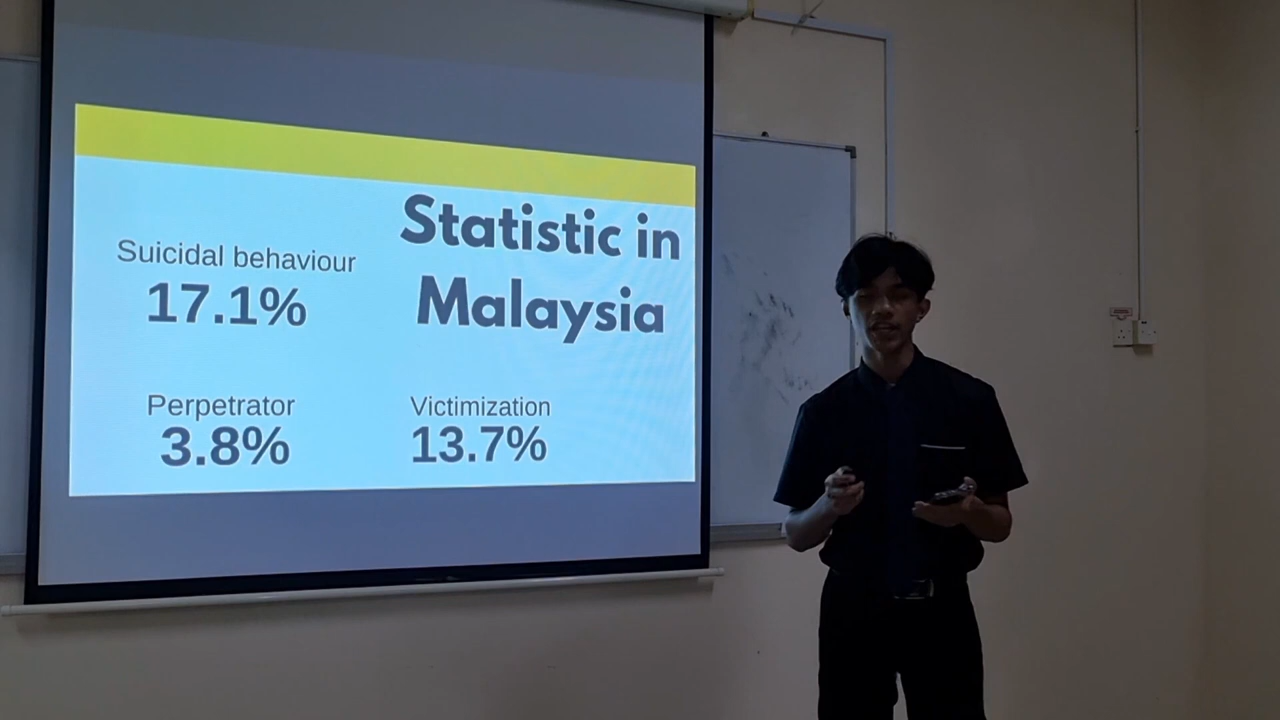 Statistic in
Malaysia
Suicidal behaviour
17.1%
Perpetrator
3.8%
Victimization
13.7%